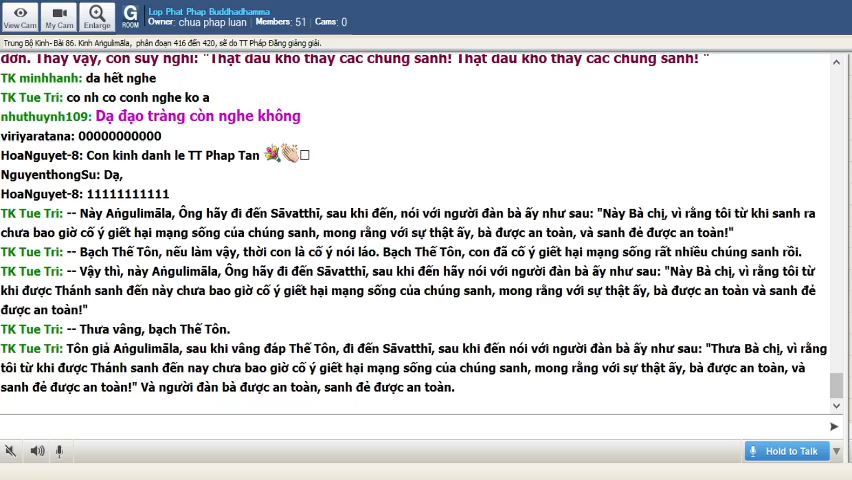 Lop Phat Phap Buddhadhamma
Owner: chua phap luan | Members: 51 | Cams: 0
View Cam
My Cam
Enlarge
G
ROOM
Trung Bộ Kinh- Bài 86. Kinh Aṅgulimāla, phân đoạn 416 đến 420, sẽ do TT Pháp Đăng giảng giải.
đớn. Thấy vậy, con suy nghĩ: "Thật đau khổ thay các chúng sanh! Thật đau khổ thay các chúng sanh! "
TK minhhanh: da hết nghe
TK Tue Tri: co nh co conh nghe ko a
nhuthuynh109: Dạ đạo tràng còn nghe không
viriyaratana: 00000000000
HoaNguyet-8: Con kinh danh le TT Phap Tan
NguyenthongSu: Dạ,
HoaNguyet-8: 11111111111
TK Tue Tri: -- Này Aṅgulimāla, Ông hãy đi đến Sāvatthī, sau khi đến, nói với người đàn bà ấy như sau: "Này Bà chị, vì rằng tôi từ khi sanh ra
chưa bao giờ cố ý giết hại mạng sống của chúng sanh, mong rằng với sự thật ấy, bà được an toàn, và sanh đẻ được an toàn!"
TK Tue Tri: -- Bạch Thế Tôn, nếu làm vậy, thời con là cố ý nói láo. Bạch Thế Tôn, con đã cố ý giết hại mạng sống rất nhiều chúng sanh rồi.
TK Tue Tri: -- Vậy thì, này Aṅgulimāla, Ông hãy đi đến Sāvatthī, sau khi đến hãy nói với người đàn bà ấy như sau: "Này Bà chị, vì rằng tôi từ
khi được Thánh sanh đến này chưa bao giờ cố ý giết hại mạng sống của chúng sanh, mong rằng với sự thật ấy, bà được an toàn và sanh đẻ
được an toàn!"
TK Tue Tri: -- Thưa vâng, bạch Thế Tôn.
TK Tue Tri: Tôn giả Aṅgulimāla, sau khi vâng đáp Thế Tôn, đi đến Sāvatthī, sau khi đến nói với người đàn bà ấy như sau: "Thưa Bà chị, vì rằng
tôi từ khi được Thánh sanh đến nay chưa bao giờ cố ý giết hại mạng sống của chúng sanh, mong rằng với sự thật ấy, bà được an toàn, và
sanh đẻ được an toàn!" Và người đàn bà được an toàn, sanh đẻ được an toàn.
Hold to Talk